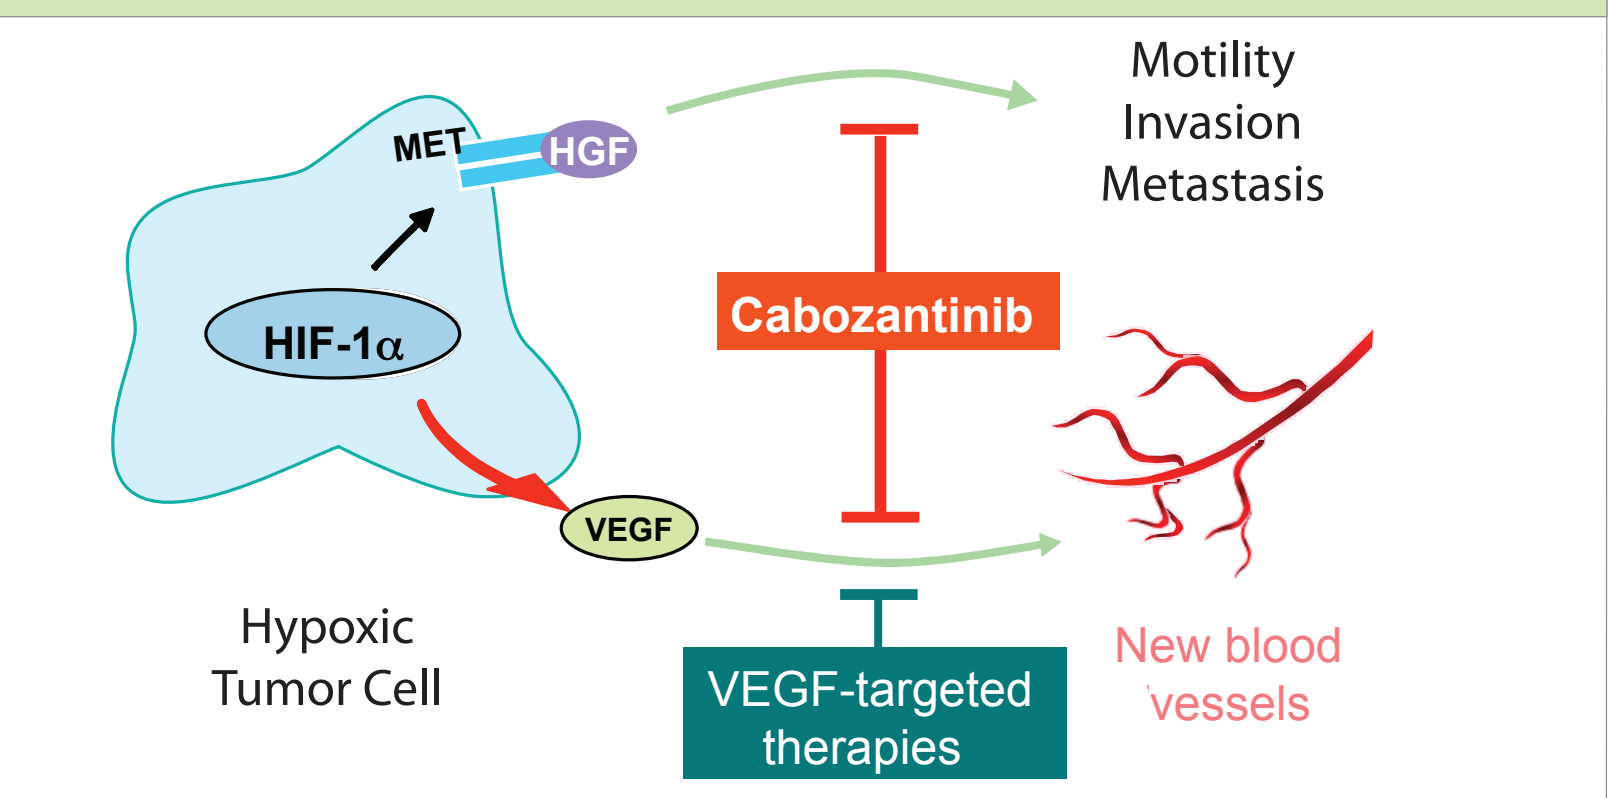 Motility
Invasion
Metastasis
MET
HGF
HIF-1α
Cabozantinib
VEGF
Hypoxic
Tumor Cell
VEGF-targeted
therapies
New blood
vessels